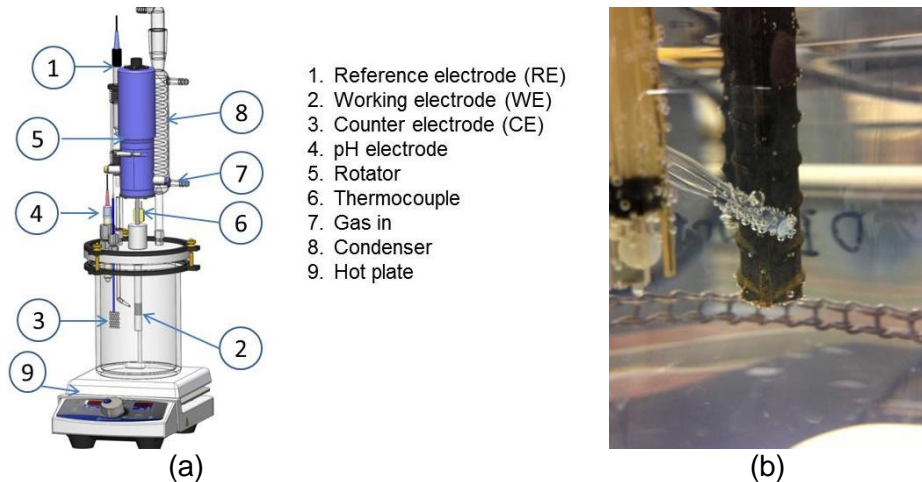 1
5
4
3
9
8
7
6
2
1. Reference electrode (RE)
2. Working electrode (WE)
3. Counter electrode (CE)
4. pH electrode
5. Rotator
6. Thermocouple
7. Gas in
8. Condenser
9. Hot plate
(a)
(b)